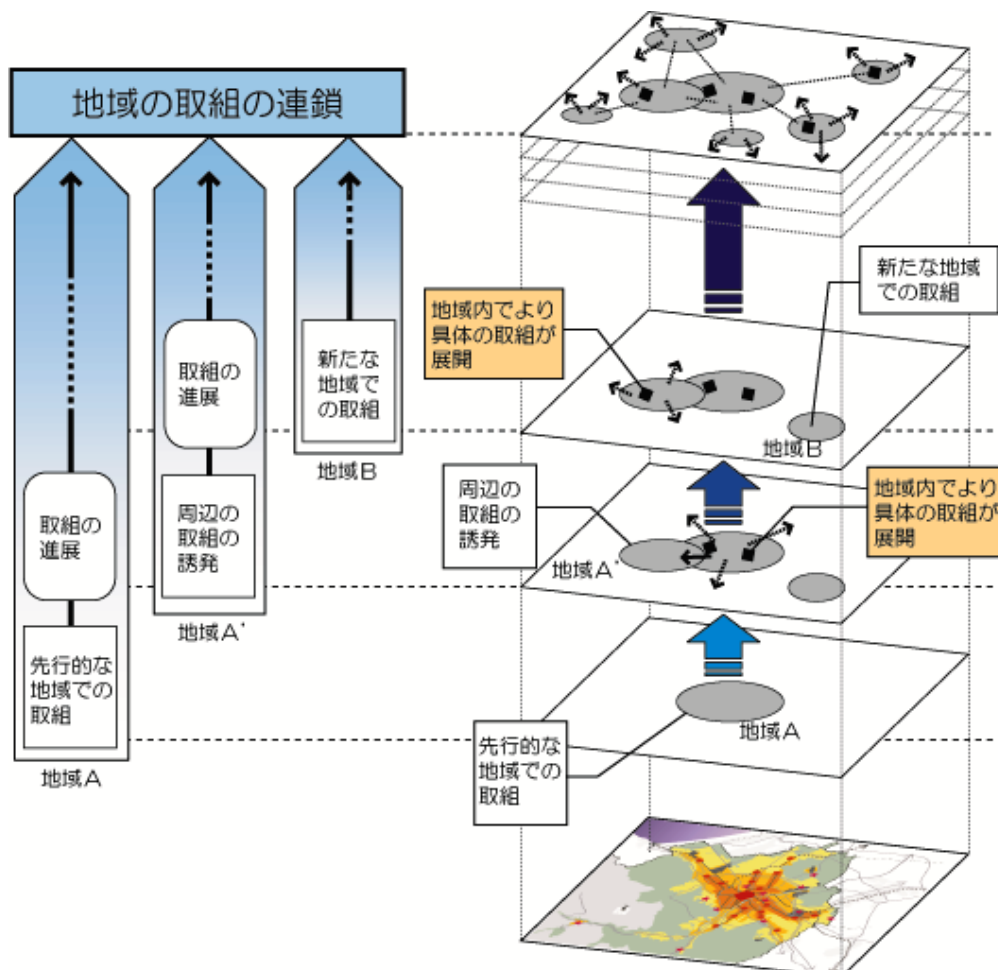 地域の取組の連鎖
取組の
進展
先行的な
地域での
取組
地域A
取組の
進展
周辺の
取組の
誘発
地域A'
新たな
地域で
の取組
地域B
新たな地域
での取組
地域内でより
具体の取組が
展開
地域B
周辺の
取組の
誘発
地域内でより
具体の取組が
展開
地域A'
地域A
先行的な
地域での
取組